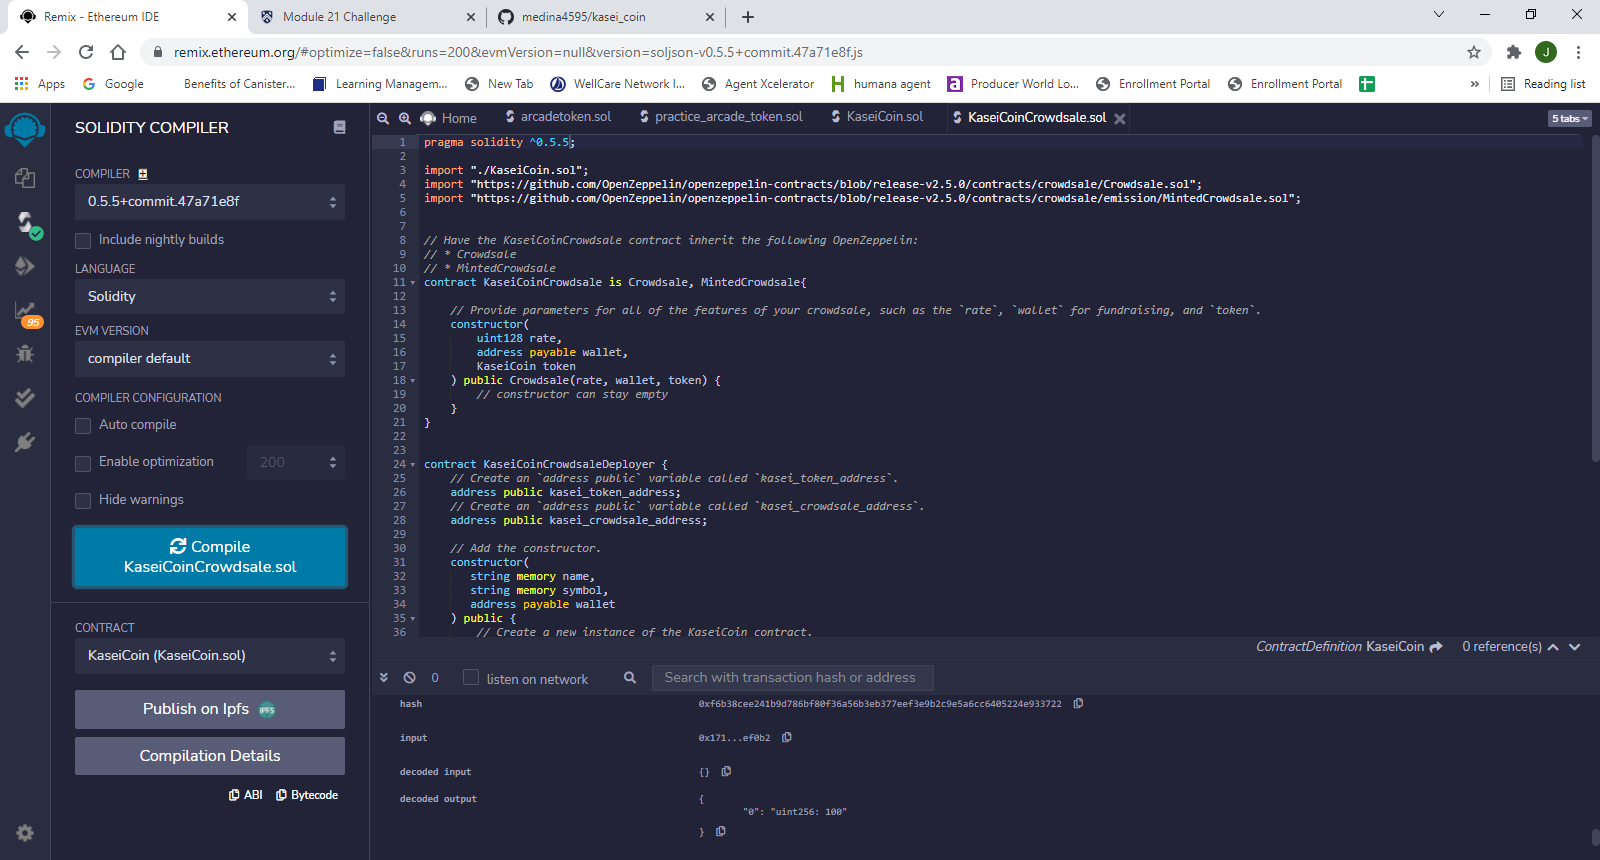 Remix - Ethereum IDE
Module 21 Challenge
medina4595/kasei_coin
remix.ethereum.org/#optimize=false&runs=200&evmVersion=null&version=soljson-v0.5.5+commit.47a71e8f.js
J
Apps
Google
Benefits of Canister...
Learning Managem...
New Tab
WellCare Network I...
Agent Xcelerator
humana agent
Producer World Lo...
Enrollment Portal
Enrollment Portal
»
Reading list
SOLIDITY COMPILER
COMPILER
0.5.5+commit.47a71e8f
Include nightly builds
LANGUAGE
Solidity
95
EVM VERSION
compiler default
COMPILER CONFIGURATION
Auto compile
Enable optimization
200
Hide warnings
Compile
KaseiCoinCrowdsale.sol
CONTRACT
KaseiCoin (KaseiCoin.sol)
Publish on Ipfs
IPFS
Compilation Details
ABI
Bytecode
Home
arcadetoken.sol
practice_arcade_token.sol
KaseiCoin.sol
KaseiCoinCrowdsale.sol
5 tabs
1 pragma solidity ^0.5.5;
2
3 import "./KaseiCoin.sol";
4 import "https://github.com/OpenZeppelin/openzeppelin-contracts/blob/release-v2.5.0/contracts/crowdsale/Crowdsale.sol";
5 import "https://github.com/OpenZeppelin/openzeppelin-contracts/blob/release-v2.5.0/contracts/crowdsale/emission/MintedCrowdsale.sol";
6
7
8 // Have the KaseiCoinCrowdsale contract inherit the following OpenZeppelin:
9 // * Crowdsale
10 // * MintedCrowdsale
11 contract KaseiCoinCrowdsale is Crowdsale, MintedCrowdsale{
12
13 // Provide parameters for all of the features of your crowdsale, such as the `rate`, `wallet` for fundraising, and `token`.
14 constructor(
15 uint128 rate,
16 address payable wallet,
17 KaseiCoin token
18 ) public Crowdsale(rate, wallet, token) {
19 // constructor can stay empty
20 }
21 }
22
23
24 contract KaseiCoinCrowdsaleDeployer {
25 // Create an `address public` variable called `kasei_token_address`.
26 address public kasei_token_address;
27 // Create an `address public` variable called `kasei_crowdsale_address`.
28 address public kasei_crowdsale_address;
29
30 // Add the constructor.
31 constructor(
32 string memory name,
33 string memory symbol,
34 address payable wallet
35 ) public {
36 // Create a new instance of the KaseiCoin contract.
ContractDefinition KaseiCoin
0 reference(s)
0
listen on network
Search with transaction hash or address
hash 0xf6b38cee241b9d786bf80f36a56b3eb377eef3e9b2c9e5a6cc6405224e933722
input 0x171...ef0b2
decoded input {}
decoded output {
"0": "uint256: 100"
}